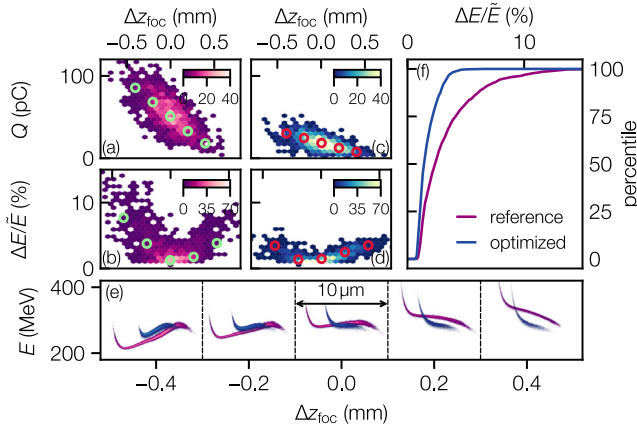 Δz_foc (mm) Δz_foc (mm) ΔE/Ẽ (%)
−0.5 0.0 0.5 −0.5 0.0 0.5 0 10
Q (pC) 100 0 (a) 0 20 40 (c) 0 20 40 (f) 100 75 50 25 0 percentile
ΔE/Ẽ (%) 10 0 (b) 0 35 70 (d) 0 35 70 reference
optimized
E (MeV) 400 200 (e) 10 μm
−0.4 −0.2 0.0 0.2 0.4
Δz_foc (mm)